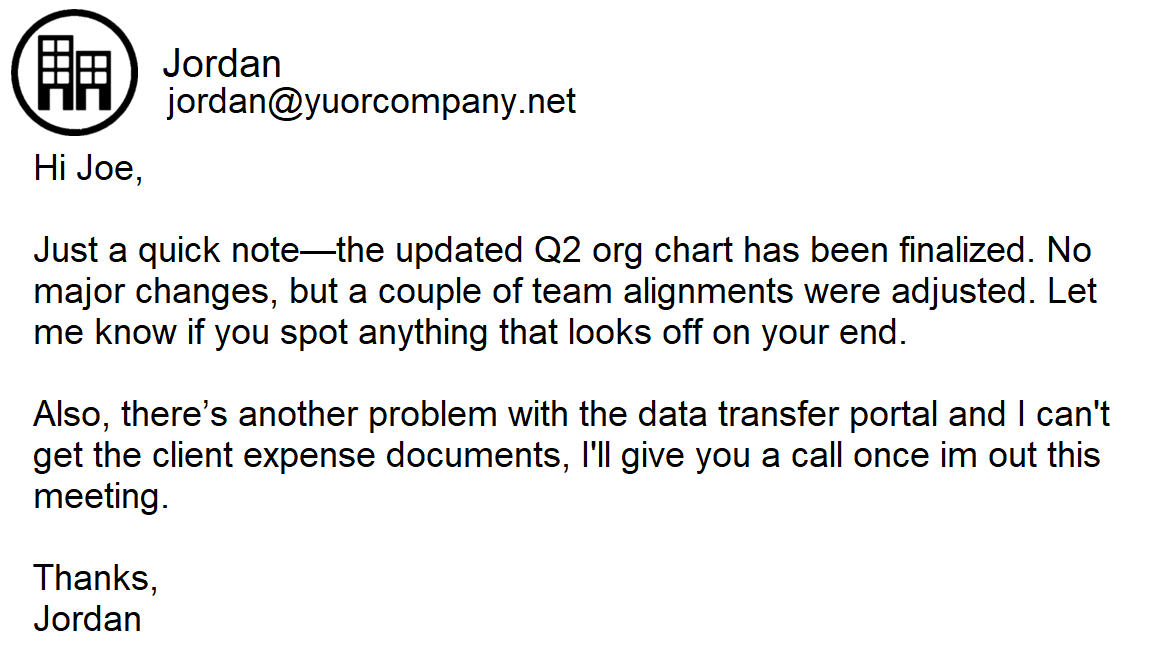 Jordan
jordan@yuorcompany.net
Hi Joe,
Just a quick note—the updated Q2 org chart has been finalized. No
major changes, but a couple of team alignments were adjusted. Let
me know if you spot anything that looks off on your end.
Also, there’s another problem with the data transfer portal and I can't
get the client expense documents, I'll give you a call once im out this
meeting.
Thanks,
Jordan